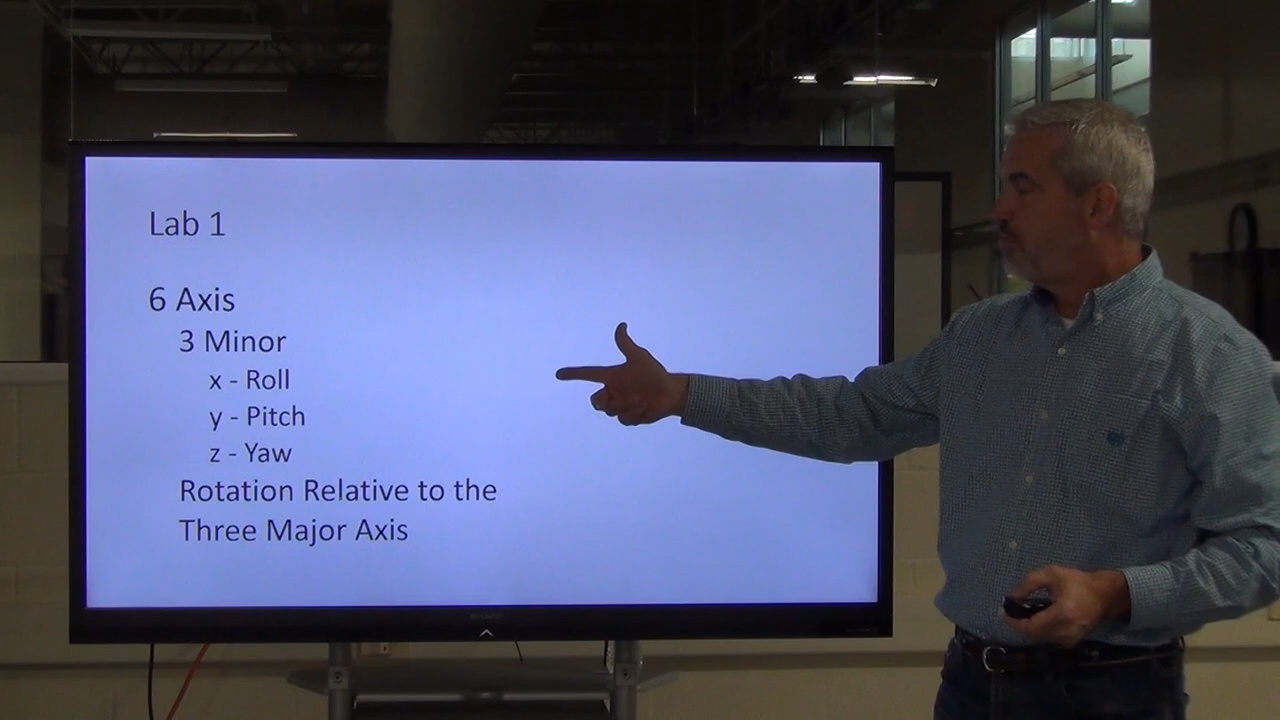 Lab 1
6 Axis
3 Minor
x - Roll
y - Pitch
z - Yaw
Rotation Relative to the
Three Major Axis